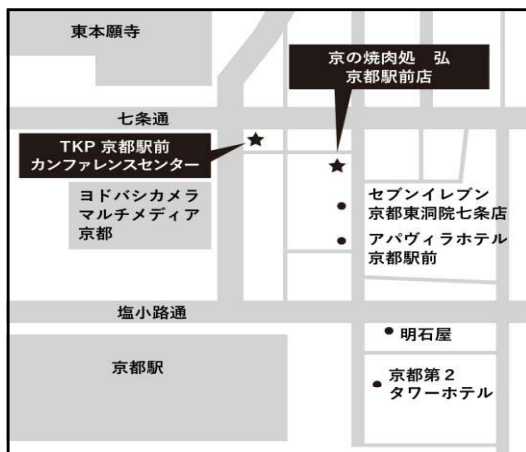 東本願寺
京の焼肉処 弘
京都駅前店
七条通
TKP 京都駅前
カンファレンスセンター
ヨドバシカメラ
マルチメディア
京都
セブンイレブン
京都東洞院七条店
アパヴィラホテル
京都駅前
塩小路通
明石屋
京都駅
京都第2
タワーホテル